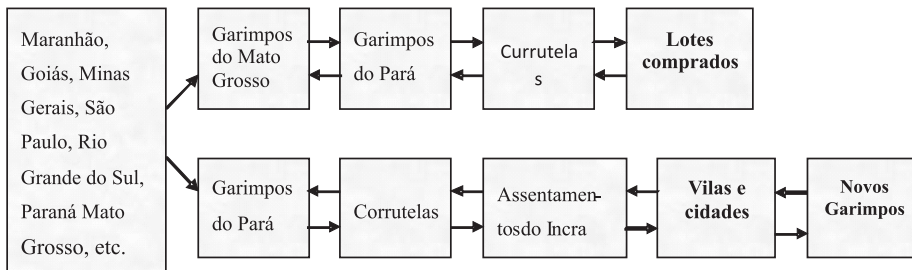 Maranhão,
Goiás, Minas
Gerais, São
Paulo, Rio
Grande do Sul,
Paraná Mato
Grosso, etc.
Garimpos
do Mato
Grosso
Garimpos
do Pará
Currutela
s
Lotes
comprados
Garimpos
do Pará
Corrutelas
Assentamen-
tosdo Incra
Vilas e
cidades
Novos
Garimpos